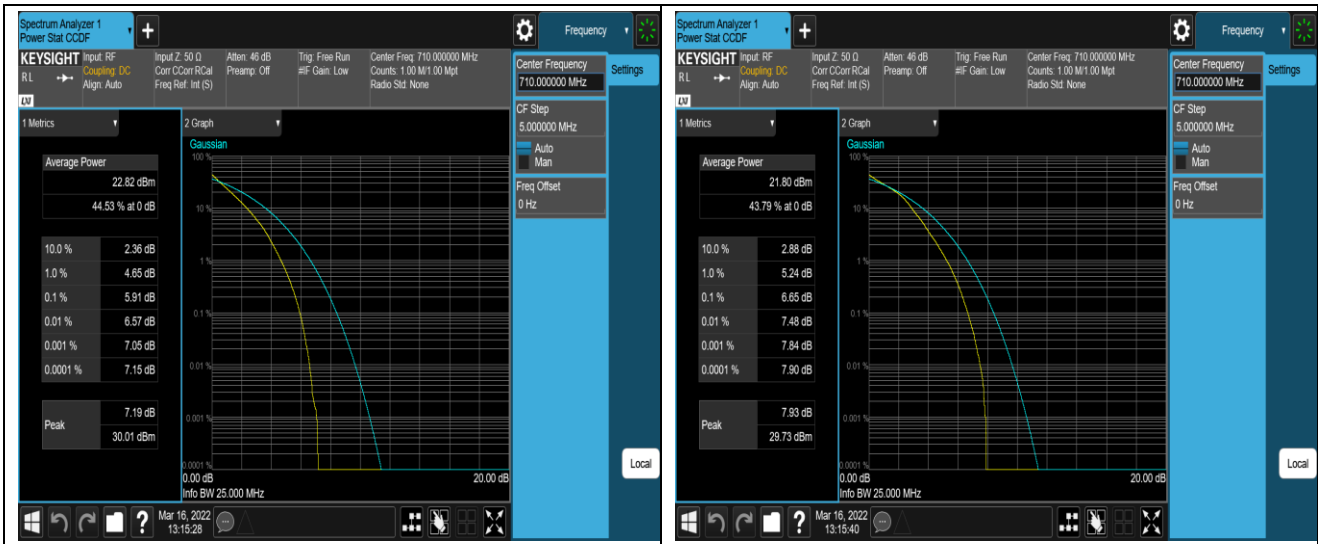 Spectrum Analyzer 1
Power Stat CCDF
Frequency
KEYSIGHT
RL
LXI
Input: RF
Coupling: DC
Align: Auto
Input Z: 50 Ω
Corr CCorr RCal
Freq Ref: Int (S)
Atten: 46 dB
Preamp: Off
Trig: Free Run
#IF Gain: Low
Center Freq: 710.000000 MHz
Counts: 1.00 M/1.00 Mpt
Radio Std: None
Center Frequency
710.000000 MHz
Settings
CF Step
5.000000 MHz
Auto
Man
Freq Offset
0 Hz
1 Metrics
2 Graph
Gaussian
Average Power
22.82 dBm
44.53 % at 0 dB
10.0 % 2.36 dB
1.0 % 4.65 dB
0.1 % 5.91 dB
0.01 % 6.57 dB
0.001 % 7.05 dB
0.0001 % 7.15 dB
Peak
7.19 dB
30.01 dBm
100 %
10 %
1 %
0.1 %
0.01 %
0.001 %
0.0001 %
0.00 dB 20.00 dB
Info BW 25.000 MHz
Local
?
Mar 16, 2022
13:15:28
Spectrum Analyzer 1
Power Stat CCDF
Frequency
KEYSIGHT
RL
LXI
Input: RF
Coupling: DC
Align: Auto
Input Z: 50 Ω
Corr CCorr RCal
Freq Ref: Int (S)
Atten: 46 dB
Preamp: Off
Trig: Free Run
#IF Gain: Low
Center Freq: 710.000000 MHz
Counts: 1.00 M/1.00 Mpt
Radio Std: None
Center Frequency
710.000000 MHz
Settings
CF Step
5.000000 MHz
Auto
Man
Freq Offset
0 Hz
1 Metrics
2 Graph
Gaussian
Average Power
21.80 dBm
43.79 % at 0 dB
10.0 % 2.88 dB
1.0 % 5.24 dB
0.1 % 6.65 dB
0.01 % 7.48 dB
0.001 % 7.84 dB
0.0001 % 7.90 dB
Peak
7.93 dB
29.73 dBm
100 %
10 %
1 %
0.1 %
0.01 %
0.001 %
0.0001 %
0.00 dB 20.00 dB
Info BW 25.000 MHz
Local
?
Mar 16, 2022
13:15:40